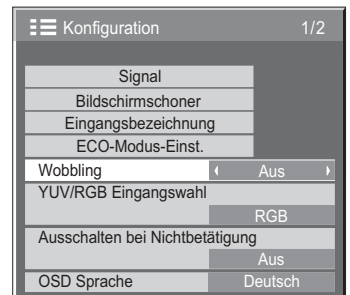 Konfiguration 1/2
Signal
Bildschirmschoner
Eingangsbezeichnung
ECO-Modus-Einst.
Wobbling Aus
YUV/RGB Eingangswahl
RGB
Ausschalten bei Nichtbetätigung
Aus
OSD Sprache Deutsch